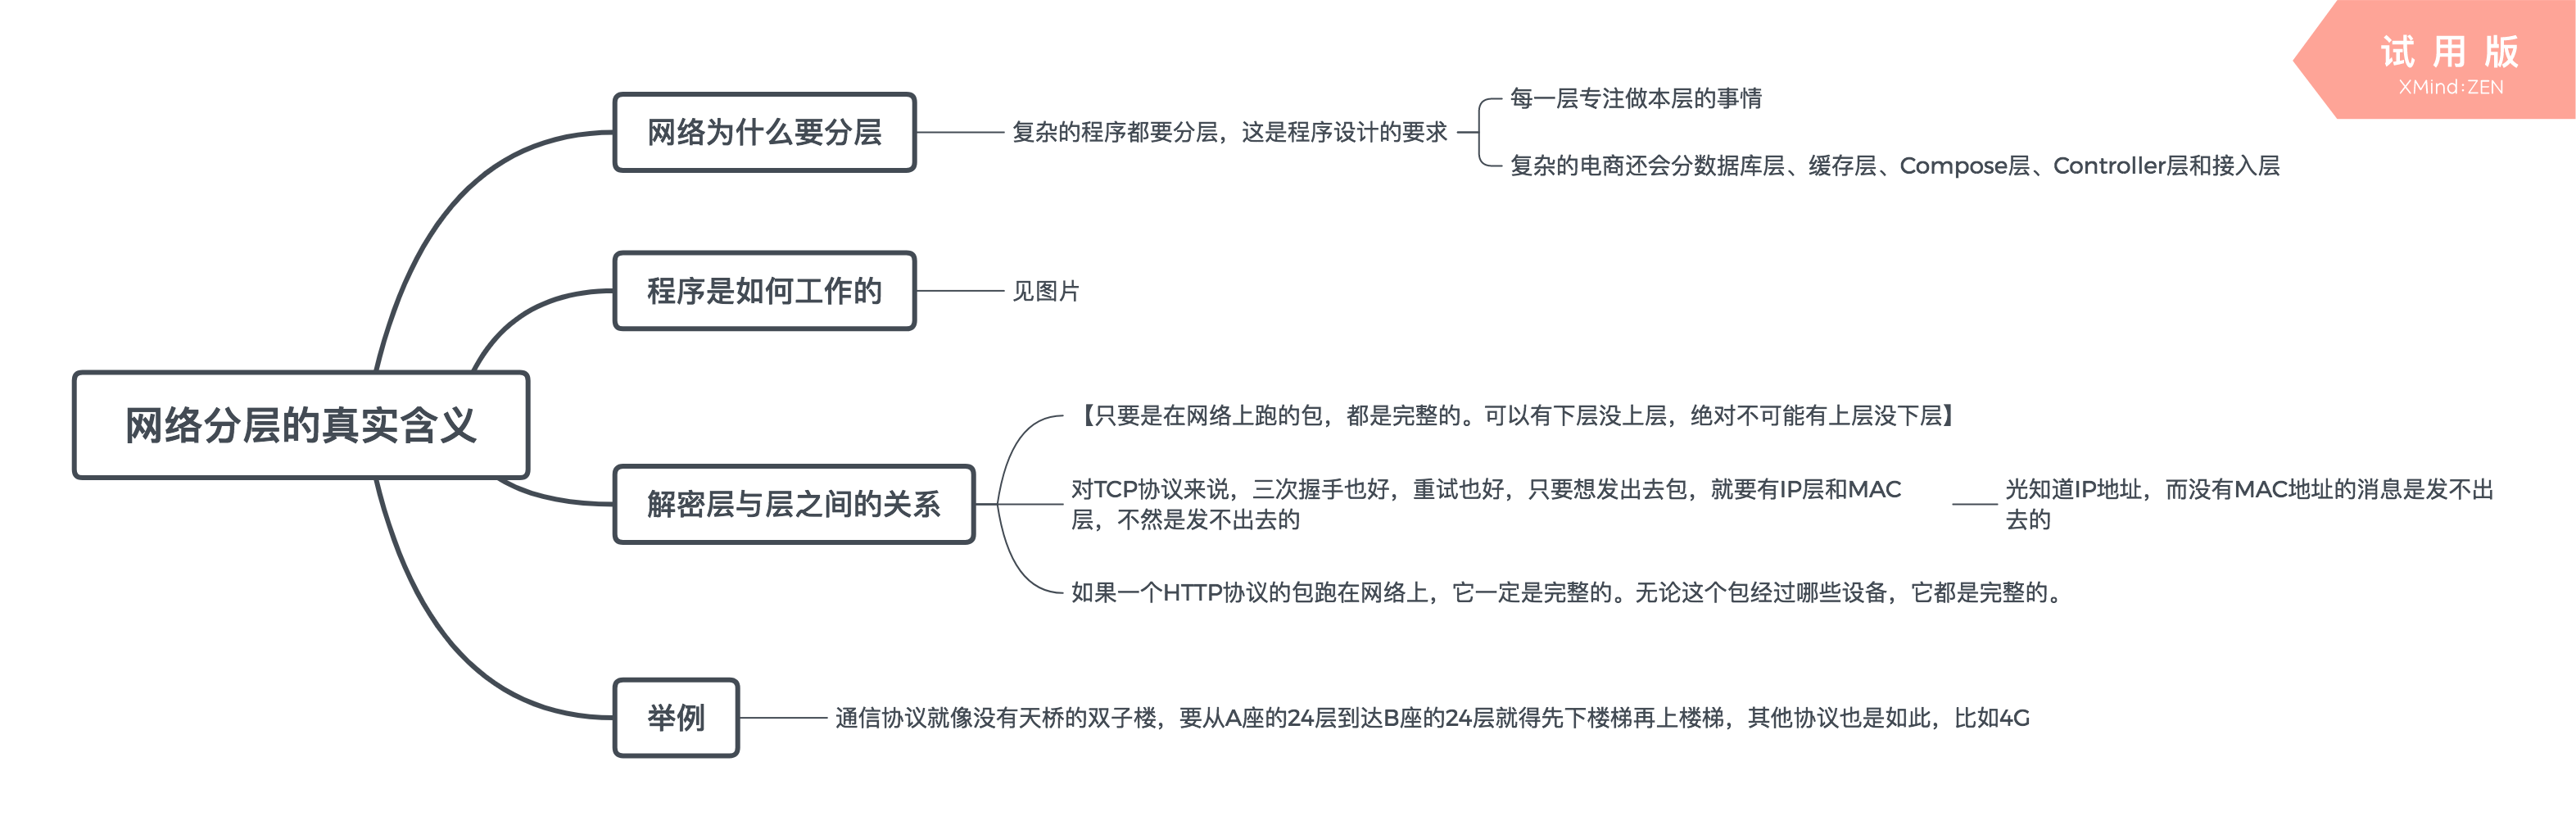 试用版
XMind:ZEN
网络分层的真实含义
网络为什么要分层
复杂的程序都要分层，这是程序设计的要求
每一层专注做本层的事情
复杂的电商还会分数据库层、缓存层、Compose层、Controller层和接入层
程序是如何工作的
见图片
解密层与层之间的关系
【只要是在网络上跑的包，都是完整的。可以有下层没上层，绝对不可能有上层没下层】
对TCP协议来说，三次握手也好，重试也好，只要想发出去包，就要有IP层和MAC
层，不然是发不出去的
光知道IP地址，而没有MAC地址的消息是发不出
去的
如果一个HTTP协议的包跑在网络上，它一定是完整的。无论这个包经过哪些设备，它都是完整的。
举例
通信协议就像没有天桥的双子楼，要从A座的24层到达B座的24层就得先下楼梯再上楼梯，其他协议也是如此，比如4G